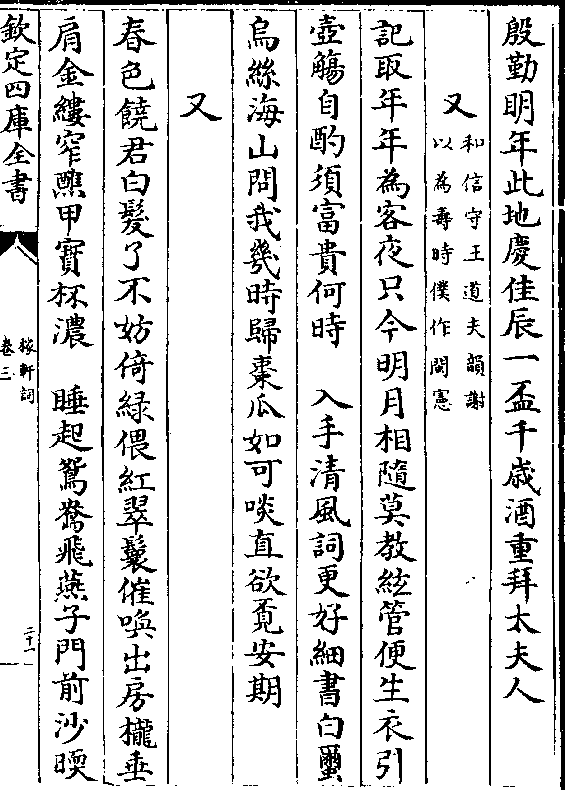 殷勤明年此地慶佳辰一盃千歳酒重拜太夫人
又和信守王道夫韻謝
以為壽時僕作閩憲
記取年年為客夜只今明月相隨莫教絃管便生衣引
壺觴自酌須富貴何時　入手清風詞更好細書白璽
烏絲海山問我幾時歸棗瓜如可啖直欲覓安期
又
春色饒君白髮了不妨倚緑偎紅翠鬟催喚出房櫳垂
肩金縷窄醮甲寳杯濃　睡起鴛鴦飛燕子門前沙暝
欽定四庫全書
稼軒詞
卷三
二十一